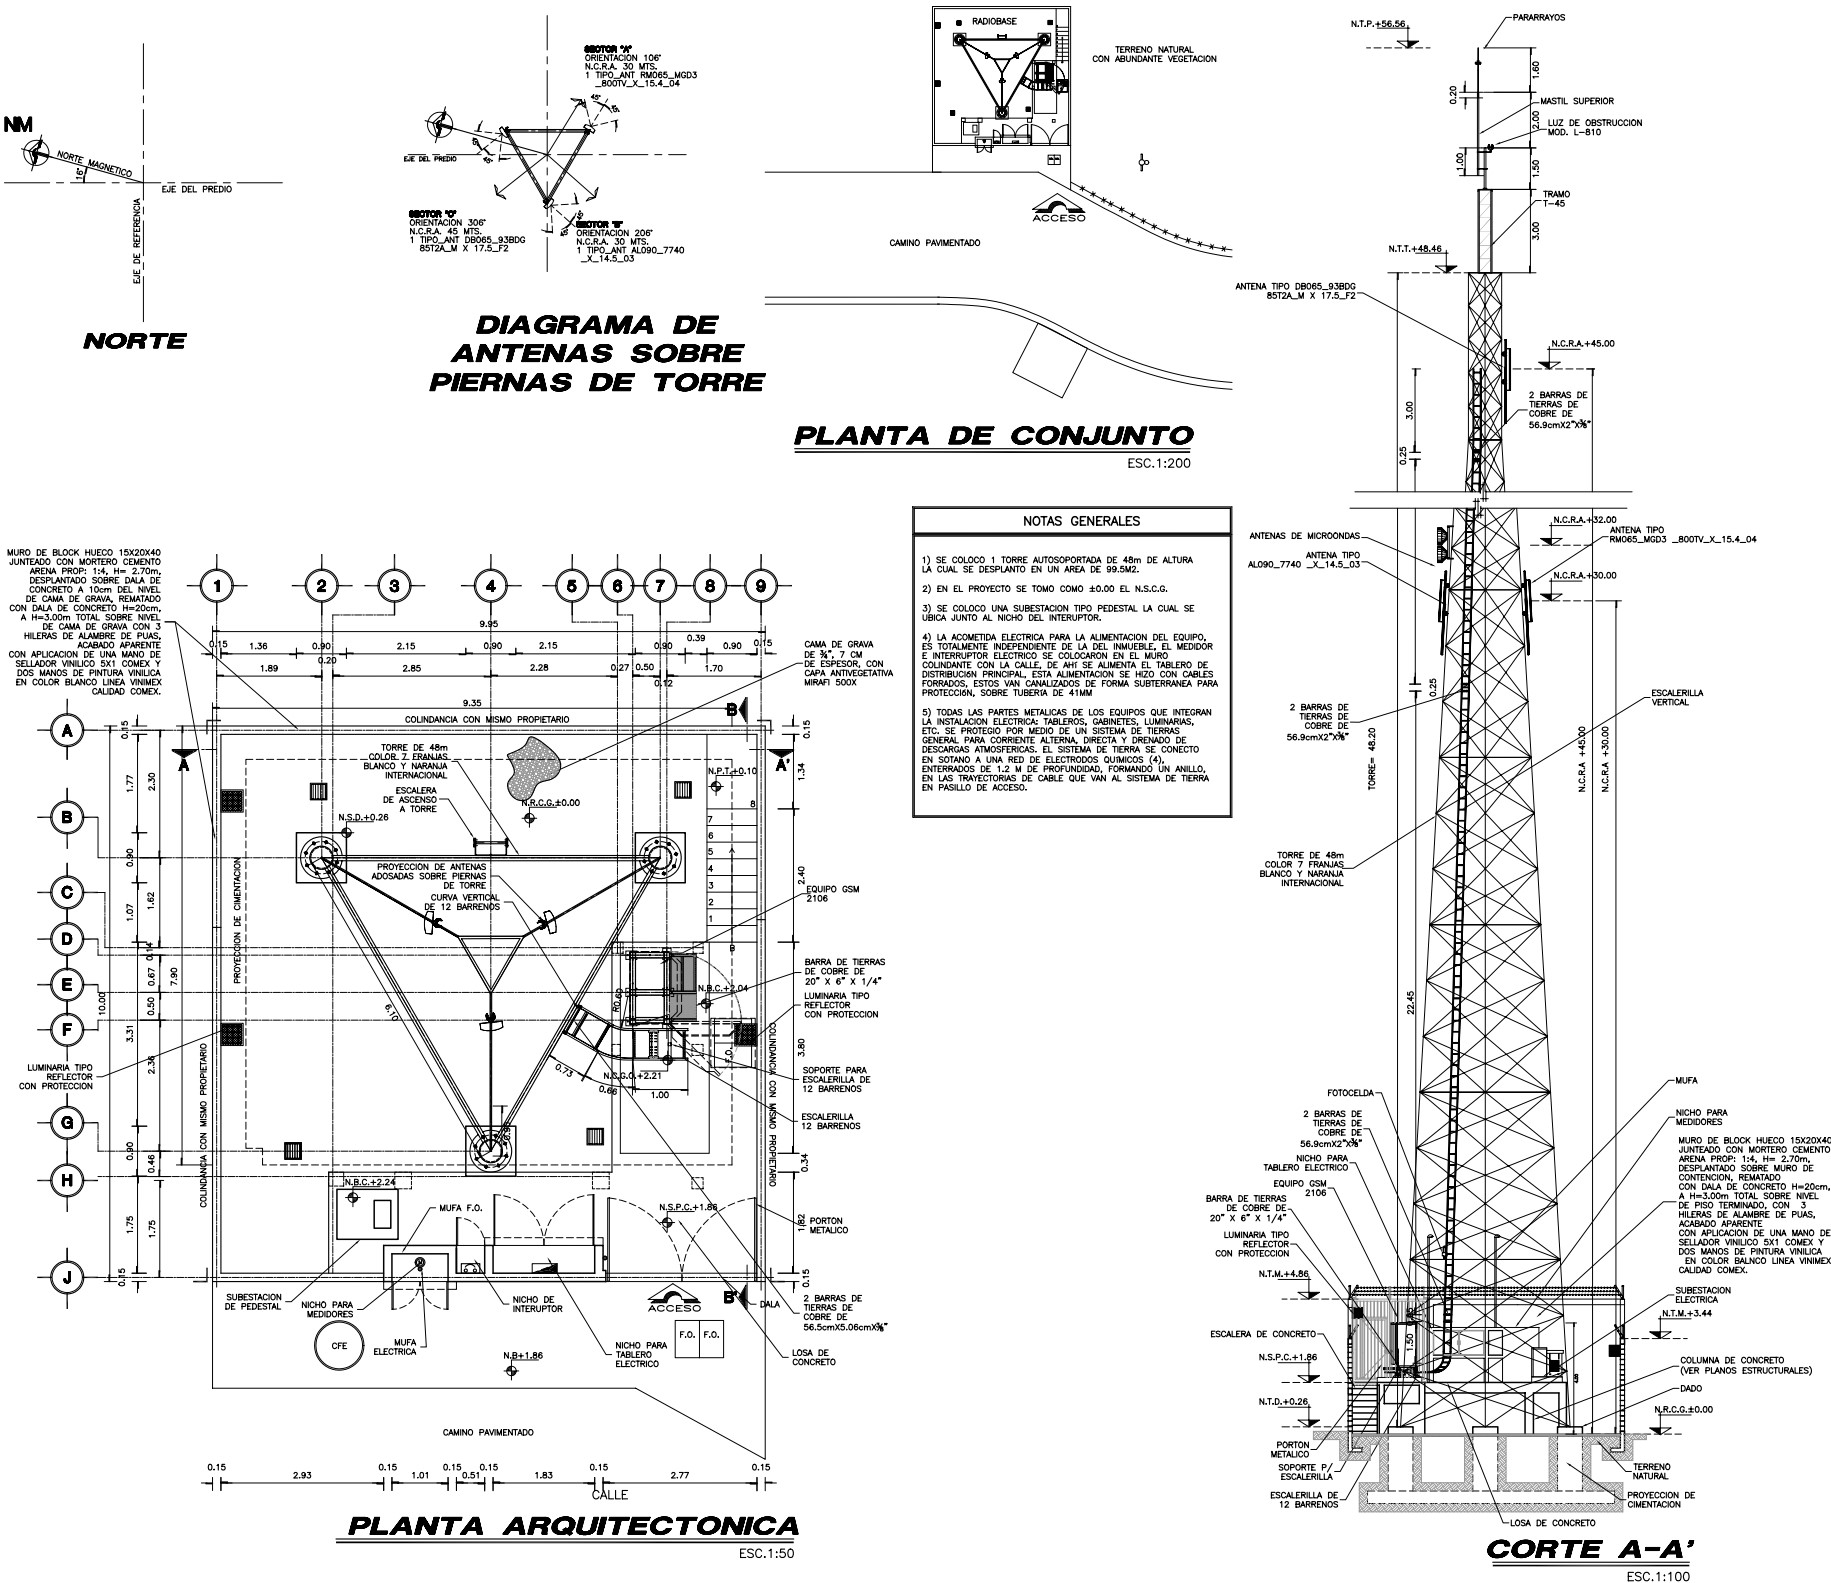 NM
NORTE MAGNETICO
16°
EJE DEL PREDIO
EJE DE REFERENCIA
NORTE
SECTOR "A"
ORIENTACION 106°
N.C.R.A. 30 MTS.
1 TIPO_ANT RM065_MGD3
_800TV_X_15.4_04
EJE DEL PREDIO
45°
45°
45°
SECTOR "C"
ORIENTACION 306°
N.C.R.A. 45 MTS.
1 TIPO_ANT DB065_93BDG
85T2A_M X 17.5_F2
SECTOR "B"
ORIENTACION 206°
N.C.R.A. 30 MTS.
1 TIPO_ANT AL090_7740
_X_14.5_03
DIAGRAMA DE
ANTENAS SOBRE
PIERNAS DE TORRE
RADIOBASE
TERRENO NATURAL
CON ABUNDANTE VEGETACION
ACCESO
CAMINO PAVIMENTADO
PLANTA DE CONJUNTO
ESC.1:200
NOTAS GENERALES
1) SE COLOCO 1 TORRE AUTOSOPORTADA DE 48m DE ALTURA
LA CUAL SE DESPLANTO EN UN AREA DE 99.5M2.
2) EN EL PROYECTO SE TOMO COMO ±0.00 EL N.S.C.G.
3) SE COLOCO UNA SUBESTACION TIPO PEDESTAL LA CUAL SE
UBICA JUNTO AL NICHO DEL INTERUPTOR.
4) LA ACOMETIDA ELECTRICA PARA LA ALIMENTACION DEL EQUIPO,
ES TOTALMENTE INDEPENDIENTE DE LA DEL INMUEBLE, EL MEDIDOR
E INTERRUPTOR ELECTRICO SE COLOCARON EN EL MURO
COLINDANTE CON LA CALLE, DE AHí SE ALIMENTA EL TABLERO DE
DISTRIBUCIóN PRINCIPAL, ESTA ALIMENTACION SE HIZO CON CABLES
FORRADOS, ESTOS VAN CANALIZADOS DE FORMA SUBTERRANEA PARA
PROTECCIóN, SOBRE TUBERíA DE 41MM
5) TODAS LAS PARTES METALICAS DE LOS EQUIPOS QUE INTEGRAN
LA INSTALACION ELECTRICA: TABLEROS, GABINETES, LUMINARIAS,
ETC. SE PROTEGIO POR MEDIO DE UN SISTEMA DE TIERRAS
GENERAL PARA CORRIENTE ALTERNA, DIRECTA Y DRENADO DE
DESCARGAS ATMOSFERICAS. EL SISTEMA DE TIERRA SE CONECTO
EN SOTANO A UNA RED DE ELECTRODOS QUIMICOS (4),
ENTERRADOS DE 1.2 M DE PROFUNDIDAD, FORMANDO UN ANILLO,
EN LAS TRAYECTORIAS DE CABLE QUE VAN AL SISTEMA DE TIERRA
EN PASILLO DE ACCESO.
MURO DE BLOCK HUECO 15X20X40
JUNTEADO CON MORTERO CEMENTO
ARENA PROP: 1:4, H= 2.70m,
DESPLANTADO SOBRE DALA DE
CONCRETO A 10cm DEL NIVEL
DE CAMA DE GRAVA, REMATADO
CON DALA DE CONCRETO H=20cm,
A H=3.00m TOTAL SOBRE NIVEL
DE CAMA DE GRAVA CON 3
HILERAS DE ALAMBRE DE PUAS,
ACABADO APARENTE
CON APLICACION DE UNA MANO DE
SELLADOR VINILICO 5X1 COMEX Y
DOS MANOS DE PINTURA VINILICA
EN COLOR BLANCO LINEA VINIMEX
CALIDAD COMEX.
1 2 3 4 5 6 7 8 9
9.95
0.15 1.36 0.90 2.15 0.90 2.15 0.90 0.39 0.90 0.15
1.89 0.20 2.85 2.28 0.27 0.50 0.12 1.70
9.35
CAMA DE GRAVA
DE ¾", 7 CM
DE ESPESOR, CON
CAPA ANTIVEGETATIVA
MIRAFI 500X
A
B
C
D
E
F
G
H
J
0.15
1.77
0.90
1.07
10.00
3.31
0.90
1.75
0.15
2.30
1.62
0.14
0.67
0.50
2.36
0.46
1.75
7.90
COLINDANCIA CON MISMO PROPIETARIO
B
A
A'
TORRE DE 48m
COLOR 7 FRANJAS
BLANCO Y NARANJA
INTERNACIONAL
ESCALERA
DE ASCENSO
A TORRE
N.R.C.G.±0.00
N.P.T.+0.10
N.S.D.+0.26
PROYECCION DE ANTENAS
ADOSADAS SOBRE PIERNAS
DE TORRE
CURVA VERTICAL
DE 12 BARRENOS
PROYECCION DE CIMENTACION
COLINDANCIA CON MISMO PROPIETARIO
8
7
6
5
4
3
2
1
B
0.15
1.34
2.40
3.80
0.34
1.82
0.15
EQUIPO GSM
2106
BARRA DE TIERRAS
DE COBRE DE
20" X 6" X 1/4"
N.B.C.+2.04
LUMINARIA TIPO
REFLECTOR
CON PROTECCION
R0.60
F.O.
COLINDANCIA CON MISMO PROPIETARIO
6.10
0.73
0.66
1.00
N.C.G.O.+2.21
SOPORTE PARA
ESCALERILLA DE
12 BARRENOS
ESCALERILLA
12 BARRENOS
LUMINARIA TIPO
REFLECTOR
CON PROTECCION
N.B.C.+2.24
MUFA F.O.
N.S.P.C.+1.86
PORTON
METALICO
SUBESTACION
DE PEDESTAL
NICHO PARA
MEDIDORES
NICHO DE
INTERUPTOR
ACCESO
B'
DALA
2 BARRAS DE
TIERRAS DE
COBRE DE
56.5cmX5.06cmX⅜"
CFE
MUFA
ELECTRICA
NICHO PARA
TABLERO
ELECTRICO
F.O. F.O.
LOSA DE
CONCRETO
N.B+1.86
CAMINO PAVIMENTADO
0.15 2.93 0.15 1.01 0.15 0.51 0.15 1.83 0.15 2.77 0.15
CALLE
PLANTA ARQUITECTONICA
ESC.1:50
N.T.P.+56.56
PARARRAYOS
1.60
0.20
MASTIL SUPERIOR
2.00
LUZ DE OBSTRUCCION
MOD. L-810
1.00
1.50
TRAMO
T-45
3.00
N.T.T.+48.46
ANTENA TIPO DB065_93BDG
85T2A_M X 17.5_F2
N.C.R.A.+45.00
3.00
2 BARRAS DE
TIERRAS DE
COBRE DE
56.9cmX2"X⅜"
0.25
ANTENAS DE MICROONDAS
N.C.R.A.+32.00
ANTENA TIPO
RM065_MGD3 _800TV_X_15.4_04
ANTENA TIPO
AL090_7740 _X_14.5_03
N.C.R.A.+30.00
0.25
ESCALERILLA
VERTICAL
2 BARRAS DE
TIERRAS DE
COBRE DE
56.9cmX2"X⅜"
TORRE= 48.20
N.C.R.A +45.00
N.C.R.A +30.00
TORRE DE 48m
COLOR 7 FRANJAS
BLANCO Y NARANJA
INTERNACIONAL
22.45
FOTOCELDA
MUFA
2 BARRAS DE
TIERRAS DE
COBRE DE
56.9cmX2"X⅜"
NICHO PARA
MEDIDORES
NICHO PARA
TABLERO ELECTRICO
MURO DE BLOCK HUECO 15X20X40
JUNTEADO CON MORTERO CEMENTO
ARENA PROP: 1:4, H= 2.70m,
DESPLANTADO SOBRE MURO DE
CONTENCION, REMATADO
CON DALA DE CONCRETO H=20cm,
A H=3.00m TOTAL SOBRE NIVEL
DE PISO TERMINADO, CON 3
HILERAS DE ALAMBRE DE PUAS,
ACABADO APARENTE
CON APLICACION DE UNA MANO DE
SELLADOR VINILICO 5X1 COMEX Y
DOS MANOS DE PINTURA VINILICA
EN COLOR BALNCO LINEA VINIMEX
CALIDAD COMEX.
EQUIPO GSM
2106
BARRA DE TIERRAS
DE COBRE DE
20" X 6" X 1/4"
LUMINARIA TIPO
REFLECTOR
CON PROTECCION
N.T.M.+4.86
SUBESTACION
ELECTRICA
N.T.M.+3.44
ESCALERA DE CONCRETO
1.50
N.S.P.C.+1.86
COLUMNA DE CONCRETO
(VER PLANOS ESTRUCTURALES)
N.T.D.+0.26
DADO
N.R.C.G.±0.00
PORTON
METALICO
SOPORTE P/
ESCALERILLA
TERRENO
NATURAL
ESCALERILLA DE
12 BARRENOS
PROYECCION DE
CIMENTACION
LOSA DE CONCRETO
CORTE A-A'
ESC.1:100